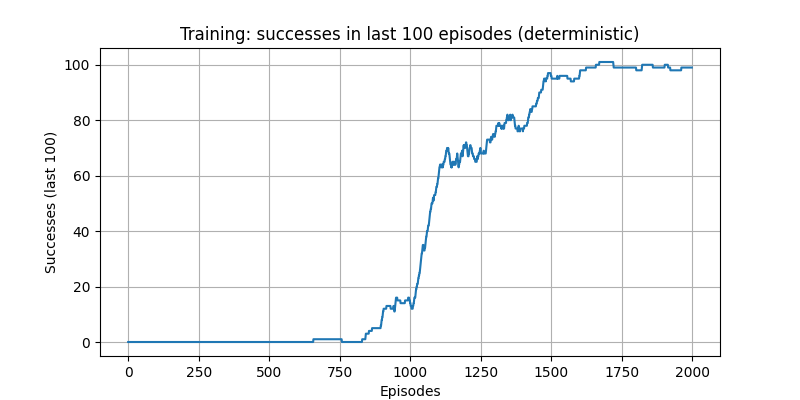 Training: successes in last 100 episodes (deterministic)
Successes (last 100)
100
80
60
40
20
0
0 250 500 750 1000 1250 1500 1750 2000
Episodes